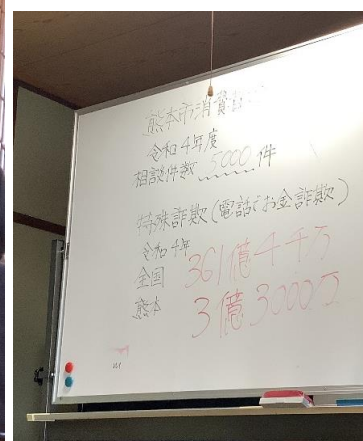 熊本市消費
令和4年度
相談件数 5000件
特殊詐欺(電話でお金詐欺)
令和4年
全国 361億4千万
熊本 3億3000万